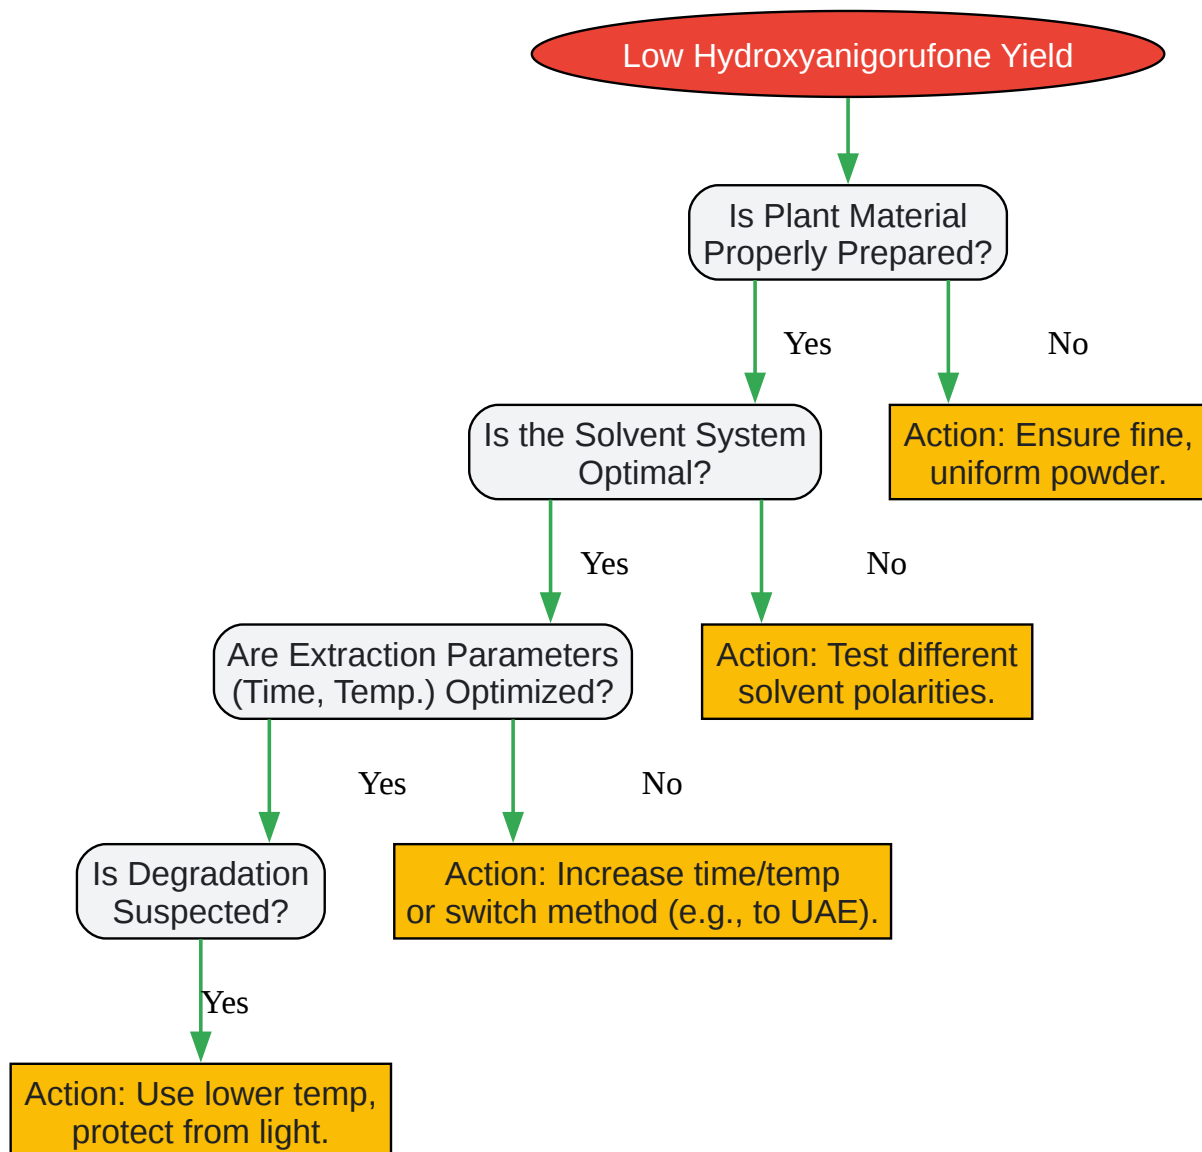 Low Hydroxyanigorufone Yield
Is Plant Material
Properly Prepared?
Yes
No
Is the Solvent System
Optimal?
Action: Ensure fine,
uniform powder.
Yes
No
Are Extraction Parameters
(Time, Temp.) Optimized?
Action: Test different
solvent polarities.
Yes
No
Is Degradation
Suspected?
Action: Increase time/temp
or switch method (e.g., to UAE).
Yes
Action: Use lower temp,
protect from light.